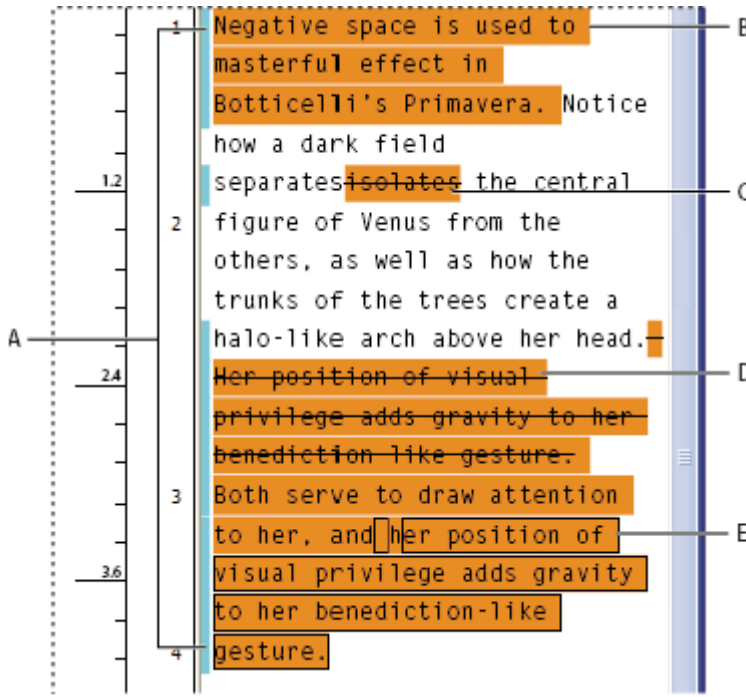 1 Negative space is used to B
masterful effect in
Botticelli's Primavera. Notice
how a dark field
1.2 separatesisolates the central C
2 figure of Venus from the
others, as well as how the
trunks of the trees create a
A halo-like arch above her head.
2.4 Her position of visual D
privilege adds gravity to her
benediction like gesture.
3 Both serve to draw attention
to her, and her position of E
3.6 visual privilege adds gravity
to her benediction-like
4 gesture.